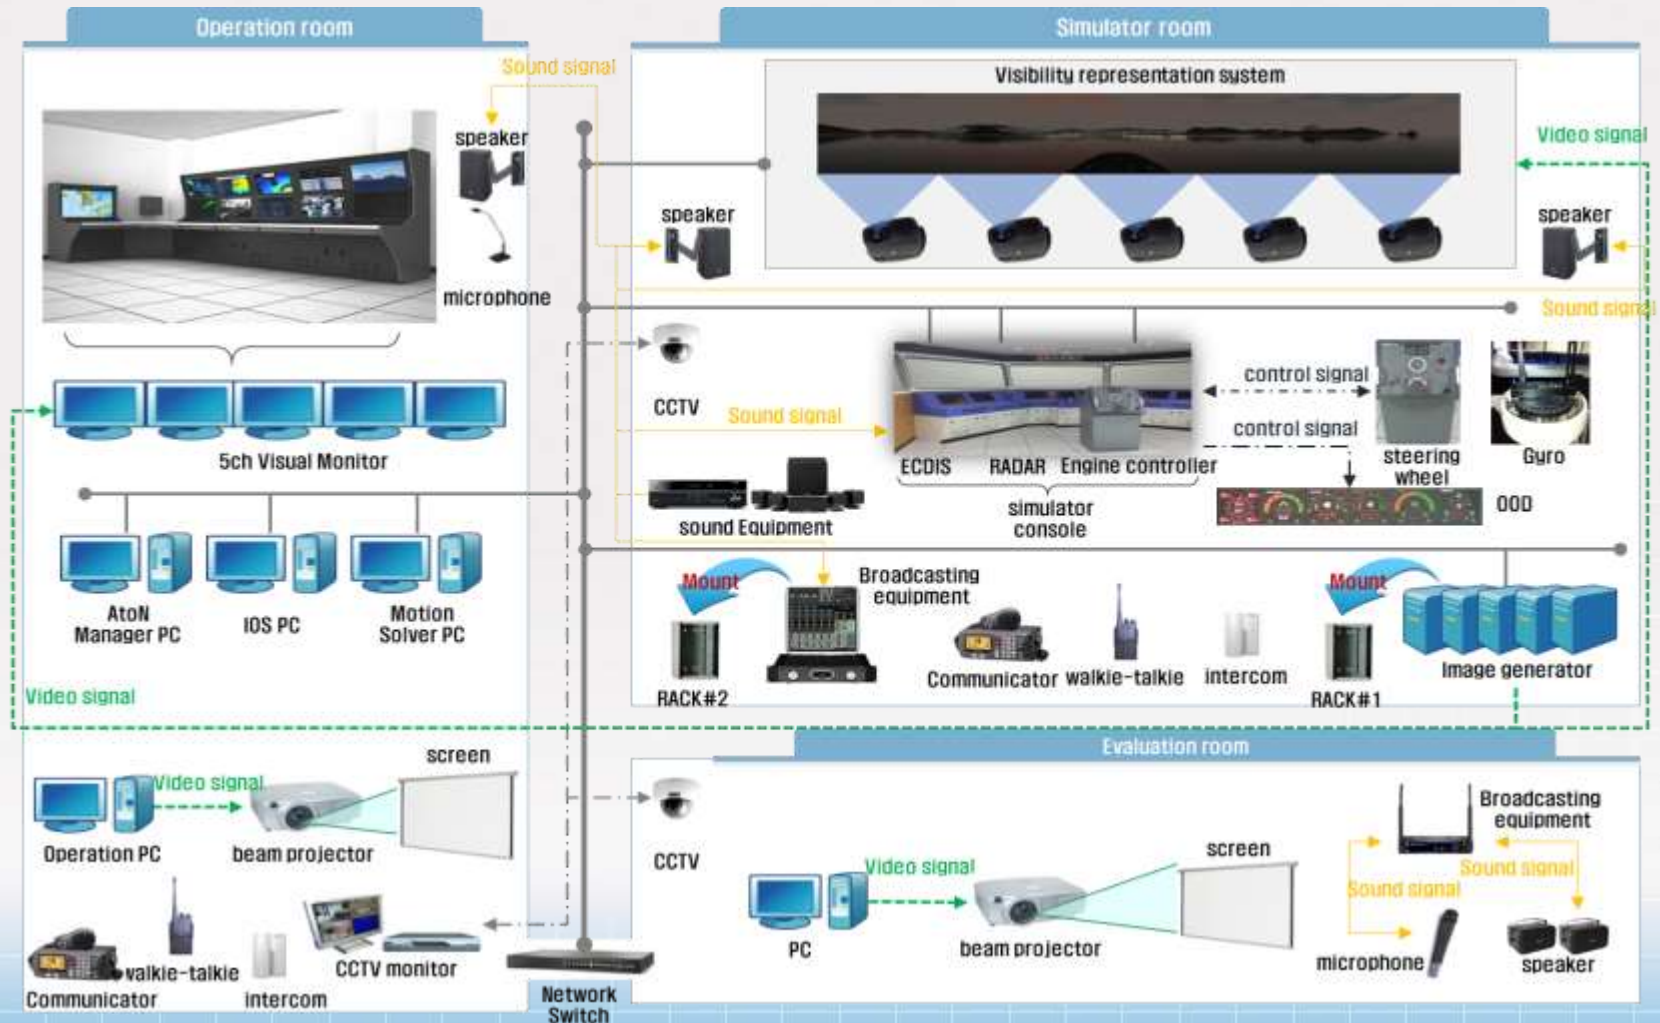 Operation room
Sound signal
speaker
microphone
5ch Visual Monitor
AtoN
Manager PC
IOS PC
Motion
Solver PC
Video signal
screen
Video signal
Operation PC
beam projector
walkie-talkie
Communicator
intercom
CCTV monitor
Network
Switch
Simulator room
Visibility representation system
Video signal
speaker
speaker
Sound signal
CCTV
Sound signal
control signal
control signal
ECDIS
RADAR
Engine controller
steering
wheel
Gyro
simulator
console
OOD
sound Equipment
Mount
Broadcasting
equipment
RACK#2
Communicator
walkie-talkie
intercom
Mount
RACK#1
Image generator
Evaluation room
CCTV
PC
Video signal
beam projector
screen
Broadcasting
equipment
Sound signal
Sound signal
microphone
speaker